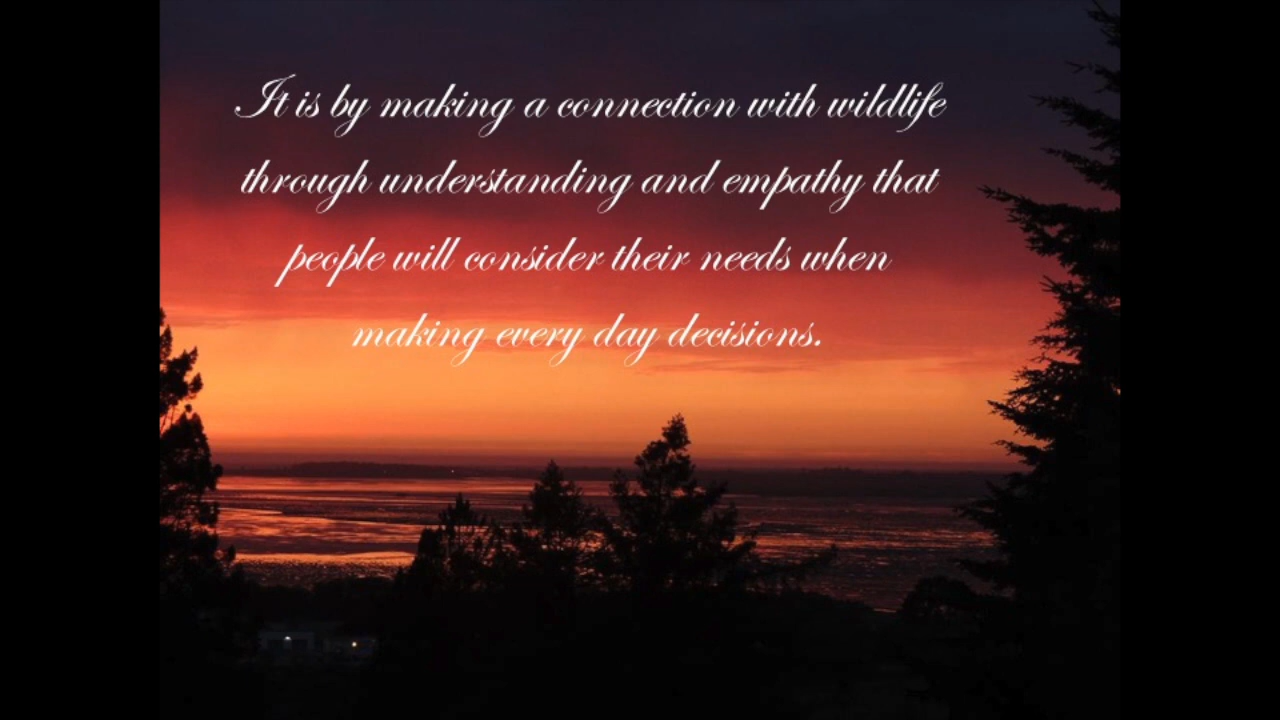 It is by making a connection with wildlife
through understanding and empathy that
people will consider their needs when
making every day decisions.